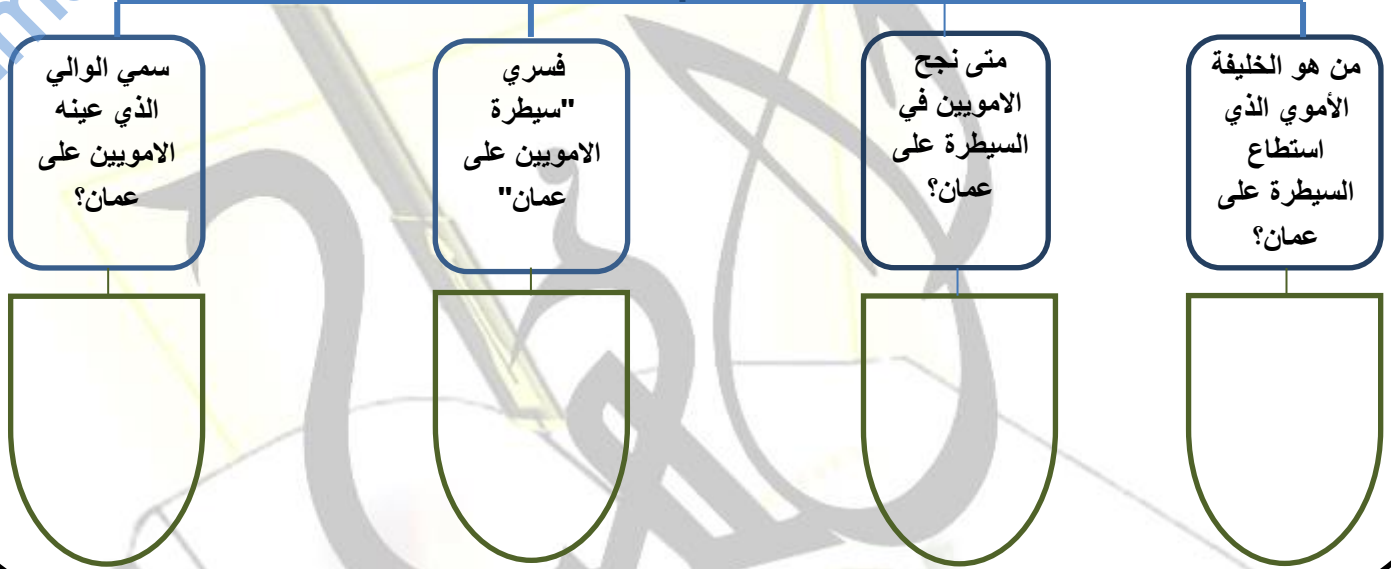 من هو الخليفة
الأموي الذي
استطاع
السيطرة على
عمان؟
متى نجح
الامويين في
السيطرة على
عمان؟
فسري
"سيطرة
الامويين على
عمان"
سمي الوالي
الذي عينه
الامويين على
عمان؟